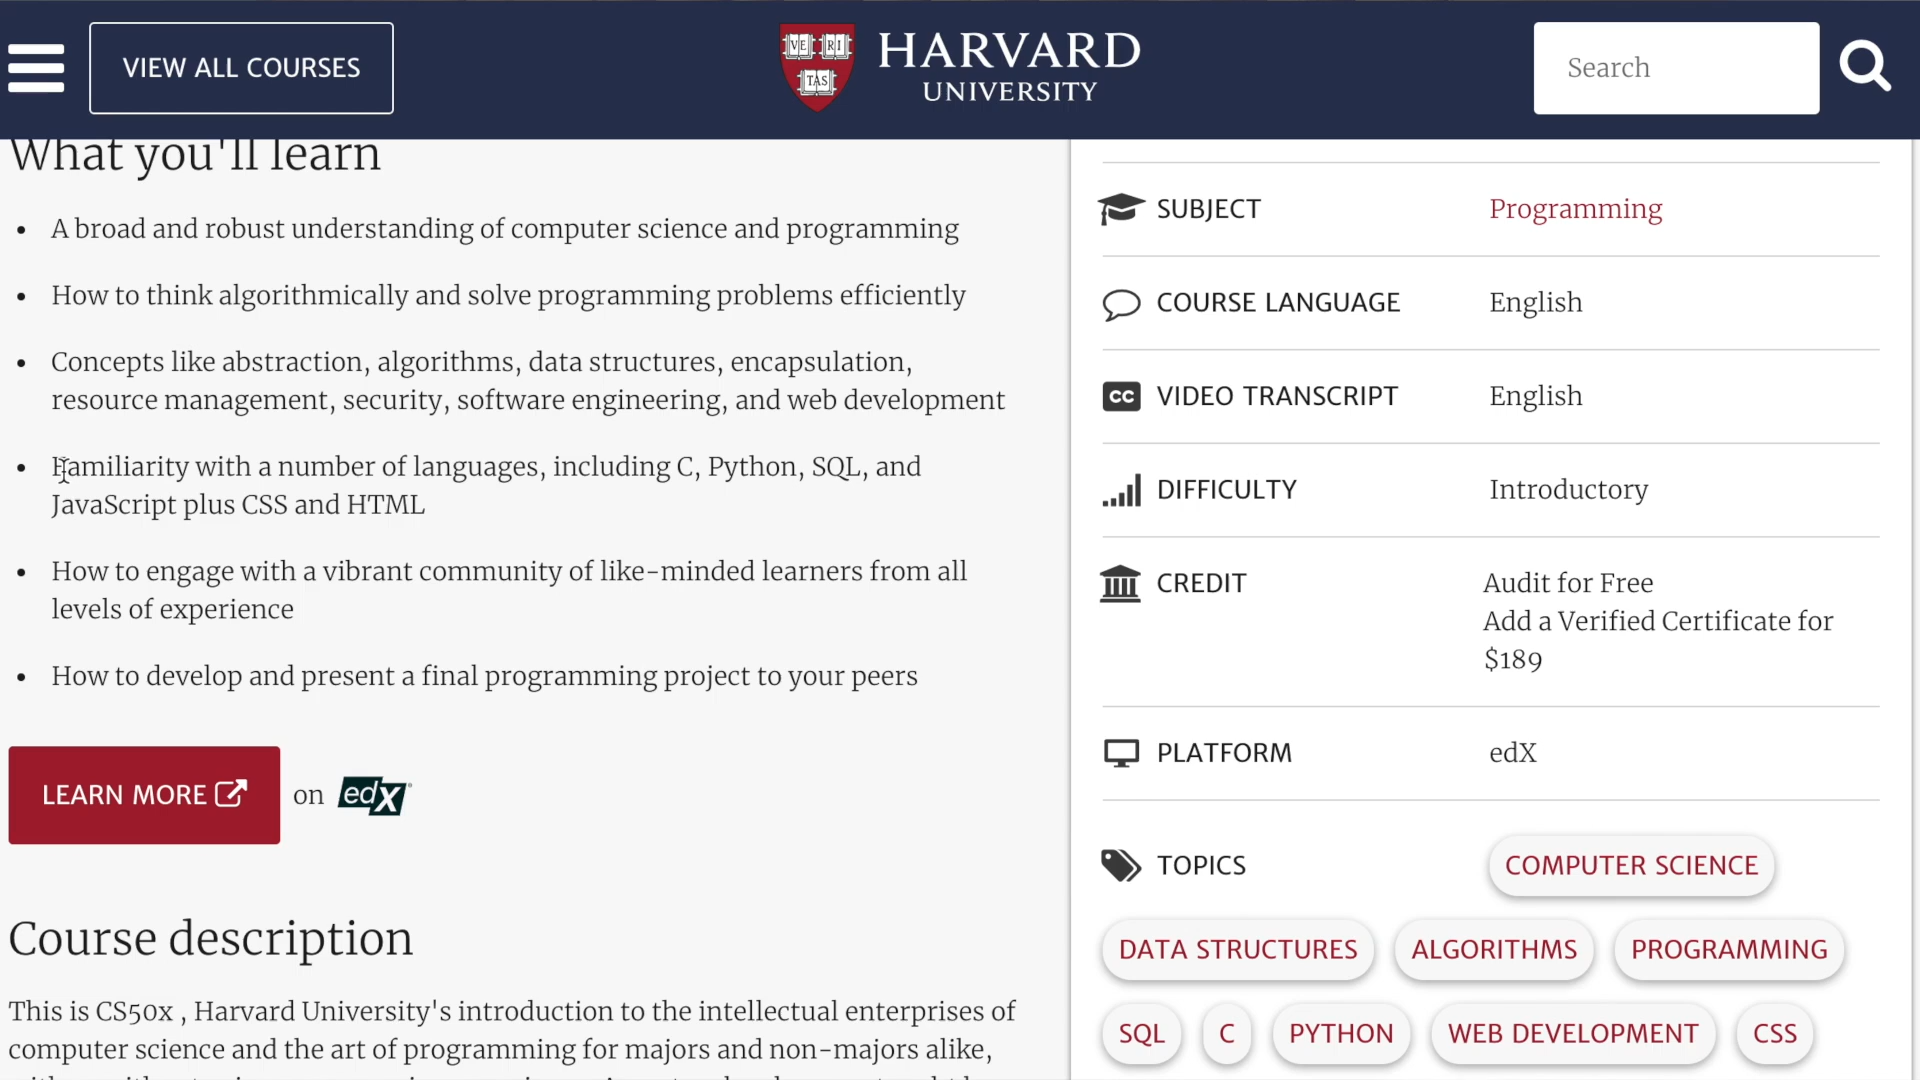 VIEW ALL COURSES
VE RI
TAS
HARVARD
UNIVERSITY
Search
What you'll learn
• A broad and robust understanding of computer science and programming
• How to think algorithmically and solve programming problems efficiently
• Concepts like abstraction, algorithms, data structures, encapsulation,
resource management, security, software engineering, and web development
• Familiarity with a number of languages, including C, Python, SQL, and
JavaScript plus CSS and HTML
• How to engage with a vibrant community of like-minded learners from all
levels of experience
• How to develop and present a final programming project to your peers
LEARN MORE on edX
Course description
This is CS50x , Harvard University's introduction to the intellectual enterprises of
computer science and the art of programming for majors and non-majors alike,
SUBJECT Programming
COURSE LANGUAGE English
CC VIDEO TRANSCRIPT English
DIFFICULTY Introductory
CREDIT Audit for Free
Add a Verified Certificate for
$189
PLATFORM edX
TOPICS COMPUTER SCIENCE
DATA STRUCTURES ALGORITHMS PROGRAMMING
SQL C PYTHON WEB DEVELOPMENT CSS